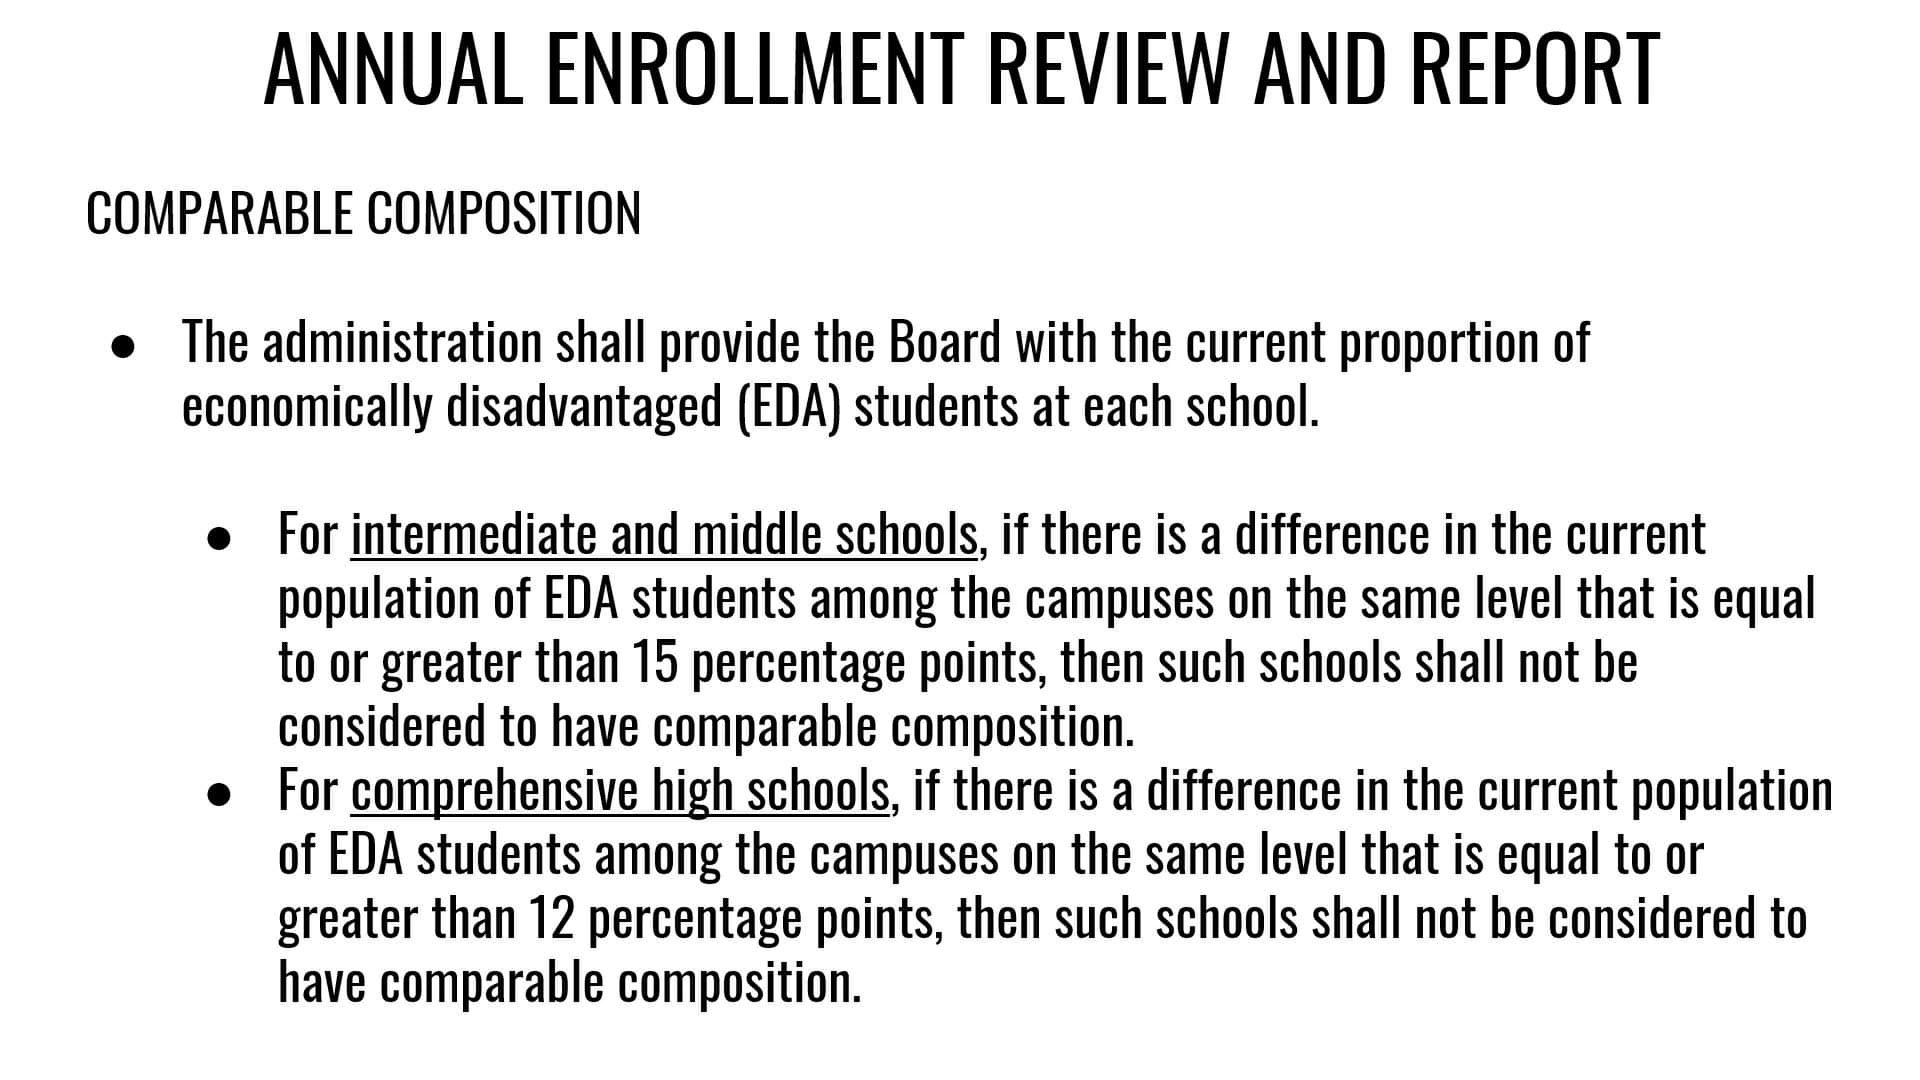 ANNUAL ENROLLMENT REVIEW AND REPORT
COMPARABLE COMPOSITION
● The administration shall provide the Board with the current proportion of
economically disadvantaged (EDA) students at each school.
● For intermediate and middle schools, if there is a difference in the current
population of EDA students among the campuses on the same level that is equal
to or greater than 15 percentage points, then such schools shall not be
considered to have comparable composition.
● For comprehensive high schools, if there is a difference in the current population
of EDA students among the campuses on the same level that is equal to or
greater than 12 percentage points, then such schools shall not be considered to
have comparable composition.